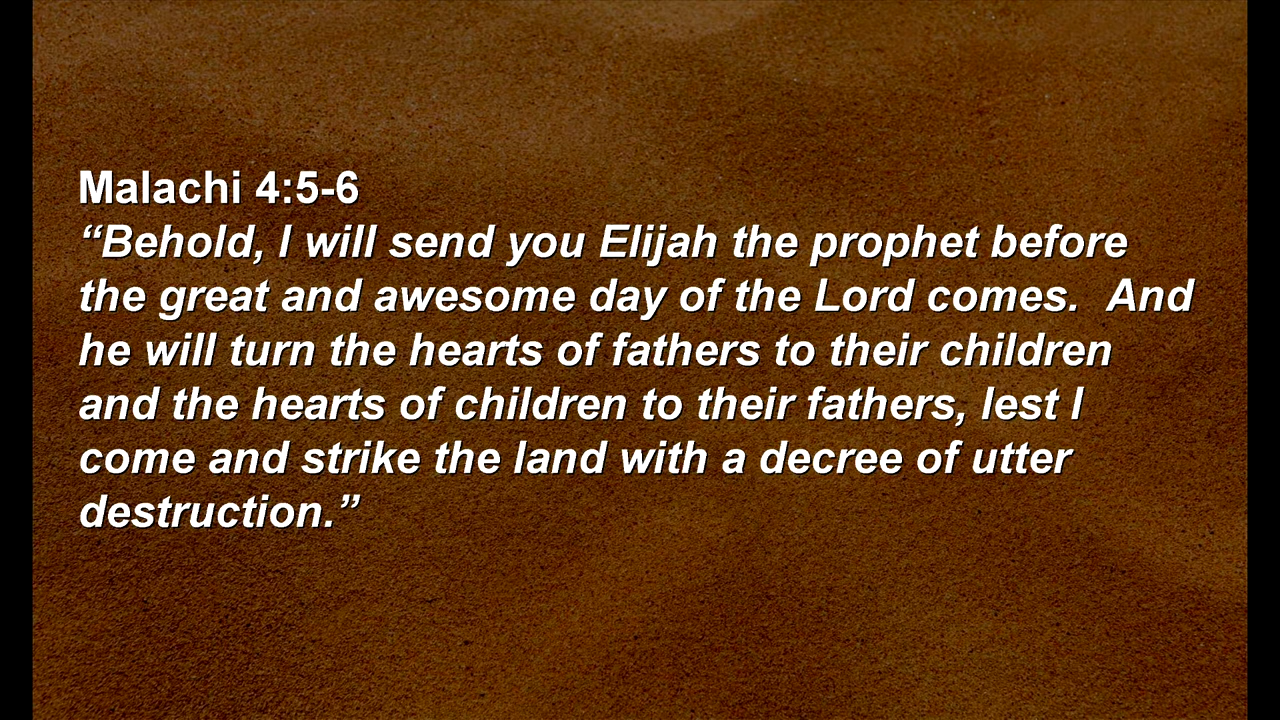 Malachi 4:5-6
“Behold, I will send you Elijah the prophet before
the great and awesome day of the Lord comes.  And
he will turn the hearts of fathers to their children
and the hearts of children to their fathers, lest I
come and strike the land with a decree of utter
destruction.”